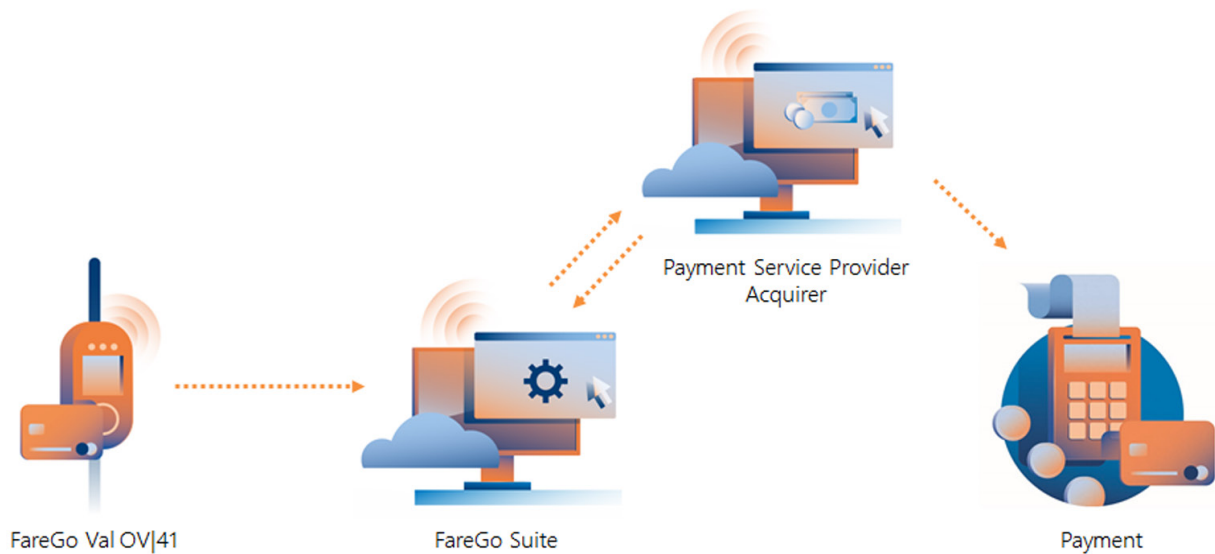 Payment Service Provider
Acquirer
FareGo Val OV|41
FareGo Suite
Payment